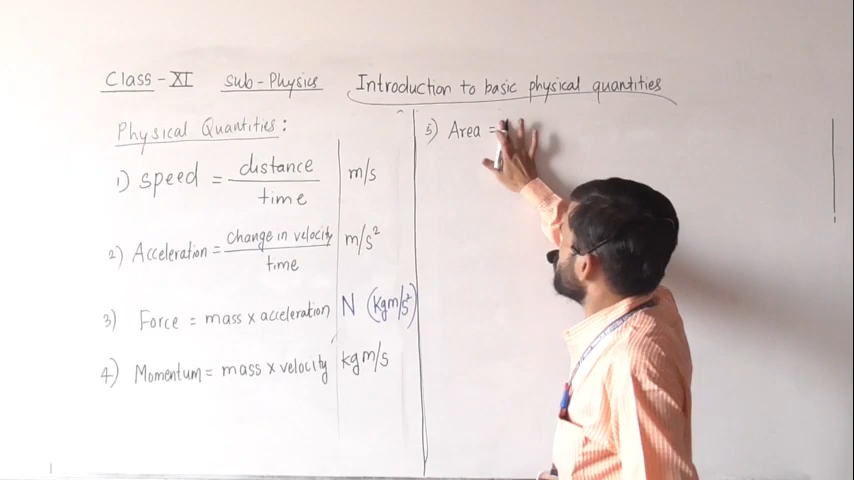 Class-XI Sub-Physics Introduction to basic physical quantities
Physical Quantities:
1) speed = distance / time m/s
2) Acceleration = change in velocity / time m/s²
3) Force = mass x acceleration N (kgm/s²)
4) Momentum = mass x velocity kgm/s
5) Area =